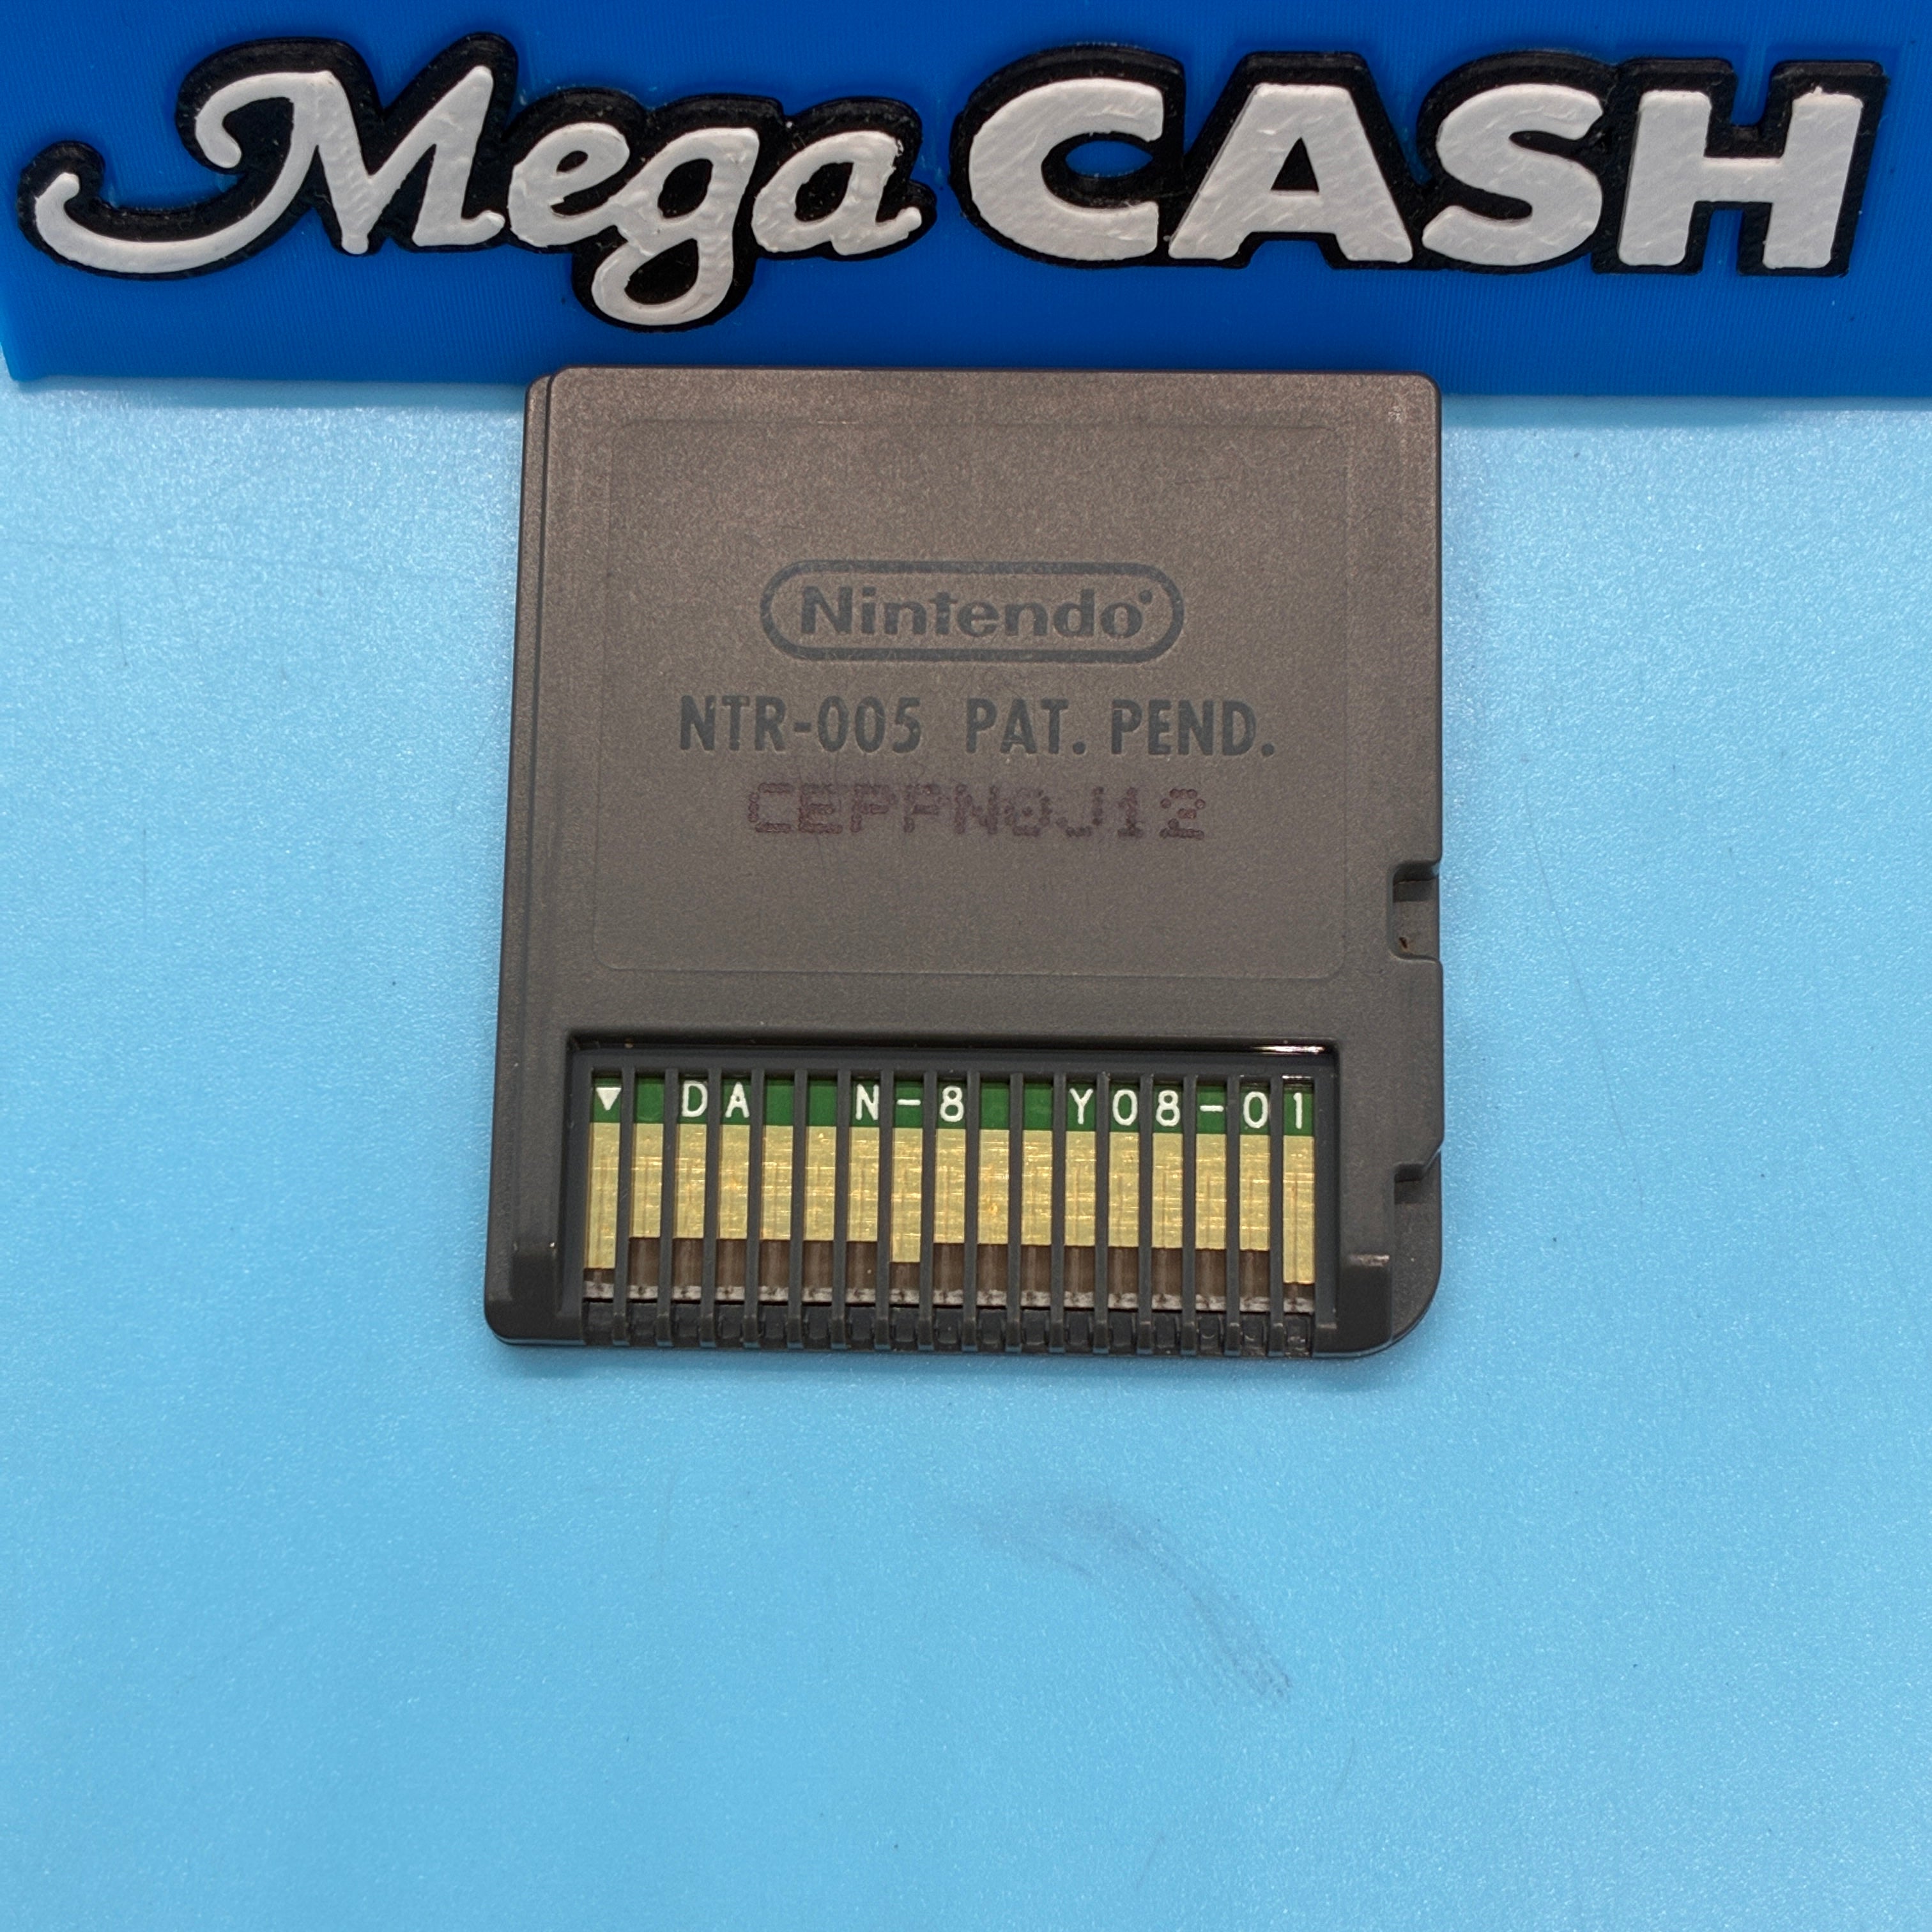 Mega CASH
Nintendo
NTR-005 PAT. PEND.
CEPPN0J12
▼ DA N-8 Y08-01